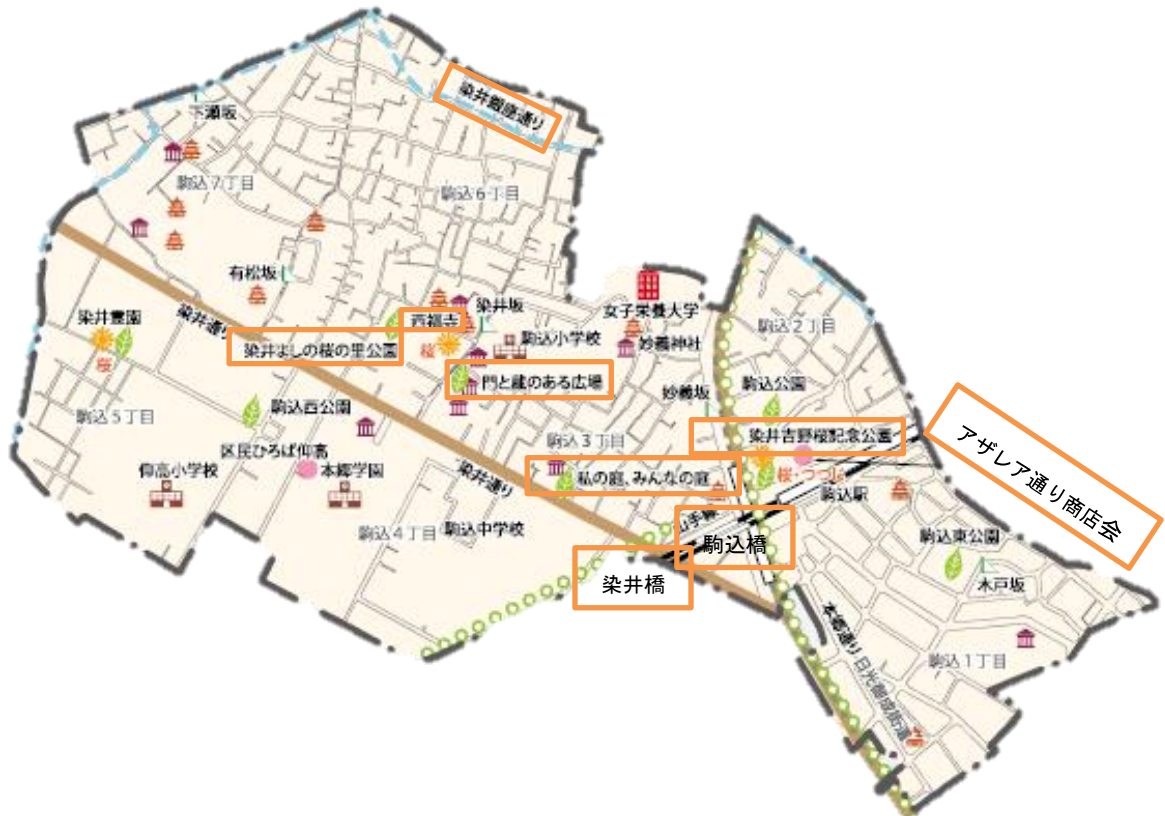 染井銀座通り
下瀬坂
駒込7丁目
駒込6丁目
有松坂
染井霊園
桜
染井通り
西福寺
染井坂
桜
女子栄養大学
駒込2丁目
染井よしの桜の里公園
駒込小学校
妙義神社
門と蔵のある広場
妙義坂
駒込公園
駒込5丁目
駒込西公園
アザレア通り商店会
区民ひろば仰高
駒込3丁目
染井吉野桜記念公園
仰高小学校
本郷学園
染井通り
私の庭、みんなの庭
桜・つつじ
駒込駅
駒込4丁目
駒込中学校
山手線
駒込橋
駒込東公園
染井橋
木戸坂
本郷通り
日光御成街道
駒込1丁目